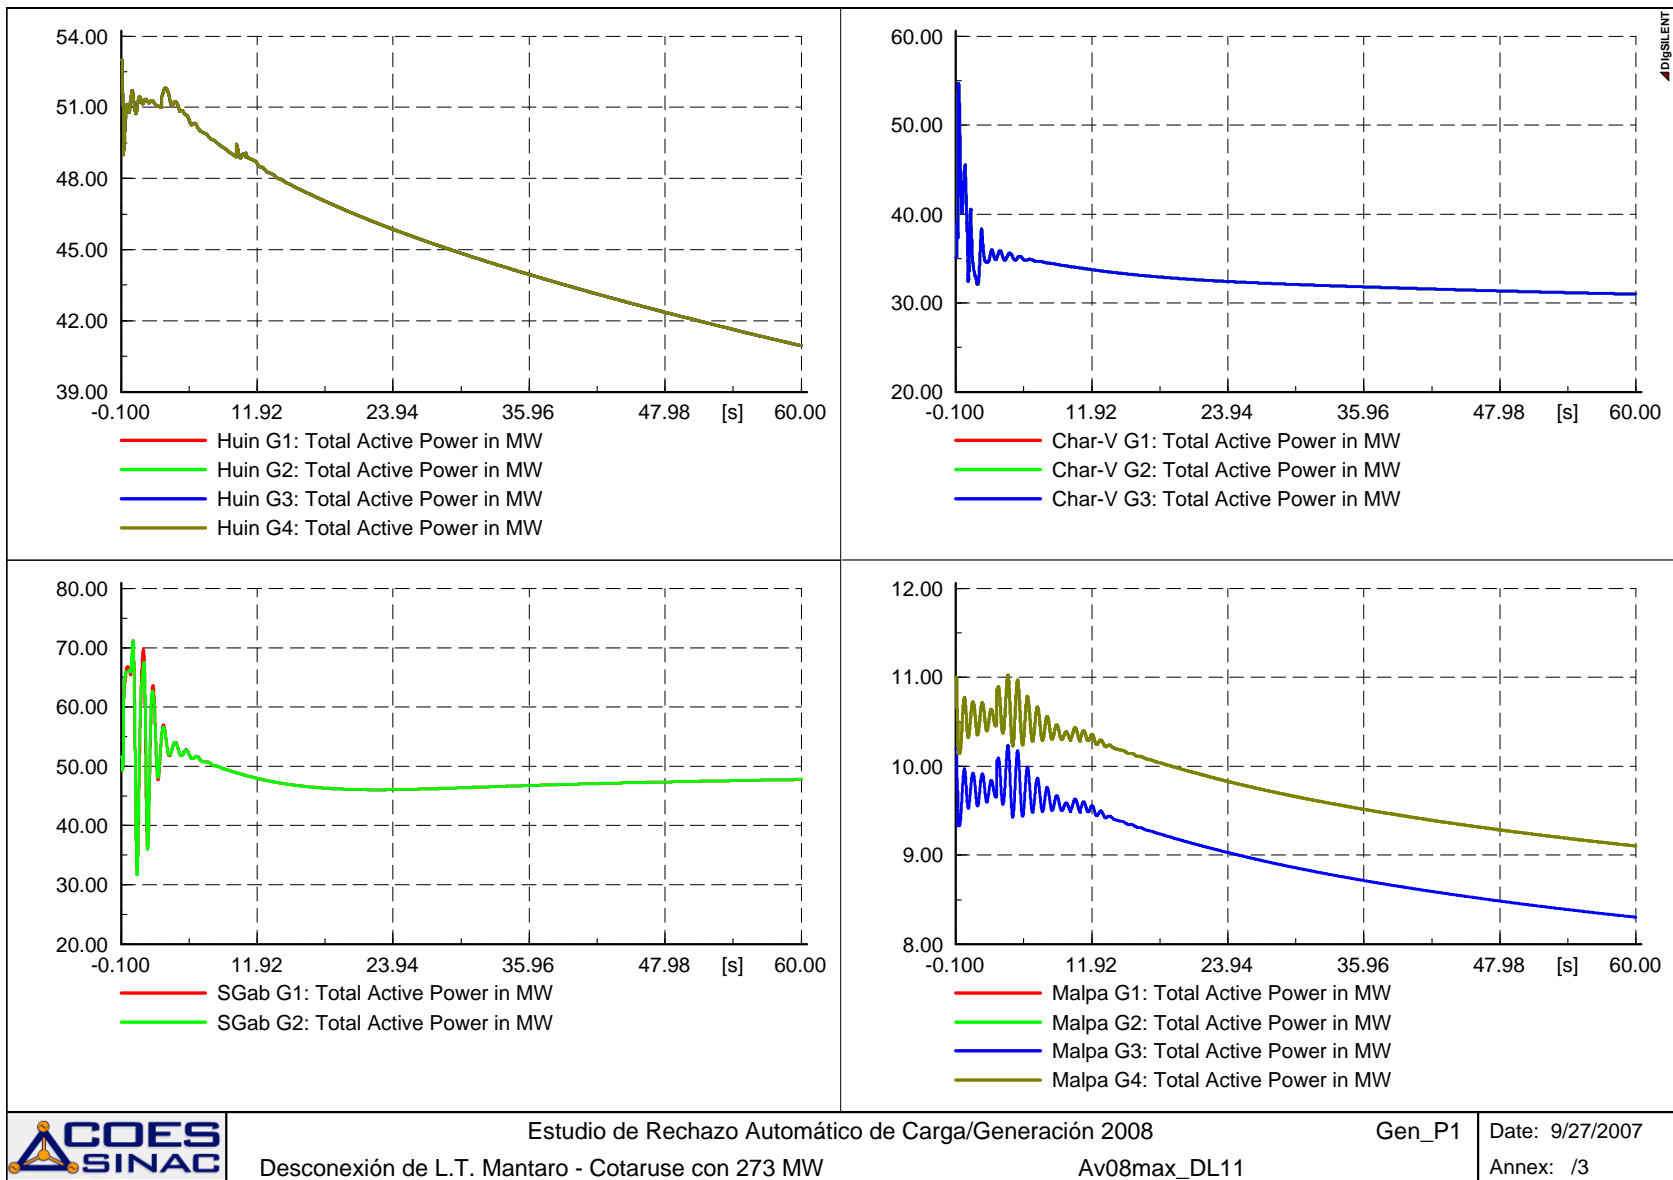 DIgSILENT
54.00
51.00
48.00
45.00
42.00
39.00
-0.100 11.92 23.94 35.96 47.98 [s] 60.00
Huin G1: Total Active Power in MW
Huin G2: Total Active Power in MW
Huin G3: Total Active Power in MW
Huin G4: Total Active Power in MW
60.00
50.00
40.00
30.00
20.00
-0.100 11.92 23.94 35.96 47.98 [s] 60.00
Char-V G1: Total Active Power in MW
Char-V G2: Total Active Power in MW
Char-V G3: Total Active Power in MW
80.00
70.00
60.00
50.00
40.00
30.00
20.00
-0.100 11.92 23.94 35.96 47.98 [s] 60.00
SGab G1: Total Active Power in MW
SGab G2: Total Active Power in MW
12.00
11.00
10.00
9.00
8.00
-0.100 11.92 23.94 35.96 47.98 [s] 60.00
Malpa G1: Total Active Power in MW
Malpa G2: Total Active Power in MW
Malpa G3: Total Active Power in MW
Malpa G4: Total Active Power in MW
COES
SINAC
Estudio de Rechazo Automático de Carga/Generación 2008 Gen_P1
Desconexión de L.T. Mantaro - Cotaruse con 273 MW Av08max_DL11
Date: 9/27/2007
Annex: /3